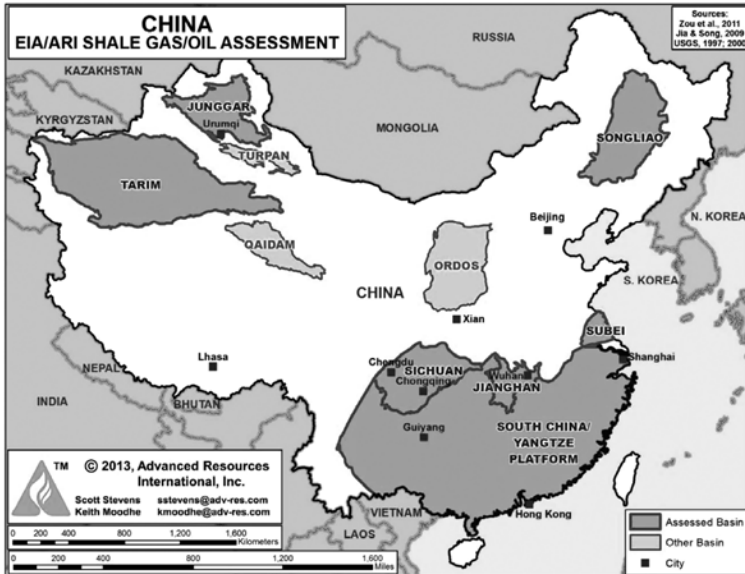 CHINA
EIA/ARI SHALE GAS/OIL ASSESSMENT
Sources:
Zou et al., 2011
Jia & Song, 2009
USGS, 1997; 2000
RUSSIA
KAZAKHSTAN
JUNGGAR
Urumqi
KYRGYZSTAN
MONGOLIA
SONGLIAO
TURPAN
TARIM
Beijing
N. KOREA
QAIDAM
ORDOS
S. KOREA
CHINA
Xian
SUBEI
Shanghai
Lhasa
NEPAL
Chengdu
SICHUAN
Wuhan
Chongqing
JIANGHAN
INDIA
BHUTAN
Guiyang
SOUTH CHINA/
YANGTZE
PLATFORM
TM
© 2013, Advanced Resources
International, Inc.
Scott Stevens sstevens@adv-res.com
Keith Moodhe kmoodhe@adv-res.com
VIETNAM
LAOS
Hong Kong
0 200 400 800 1,200 1,600
Kilometers
0 200 400 800 1,200 1,600
Miles
Assessed Basin
Other Basin
City